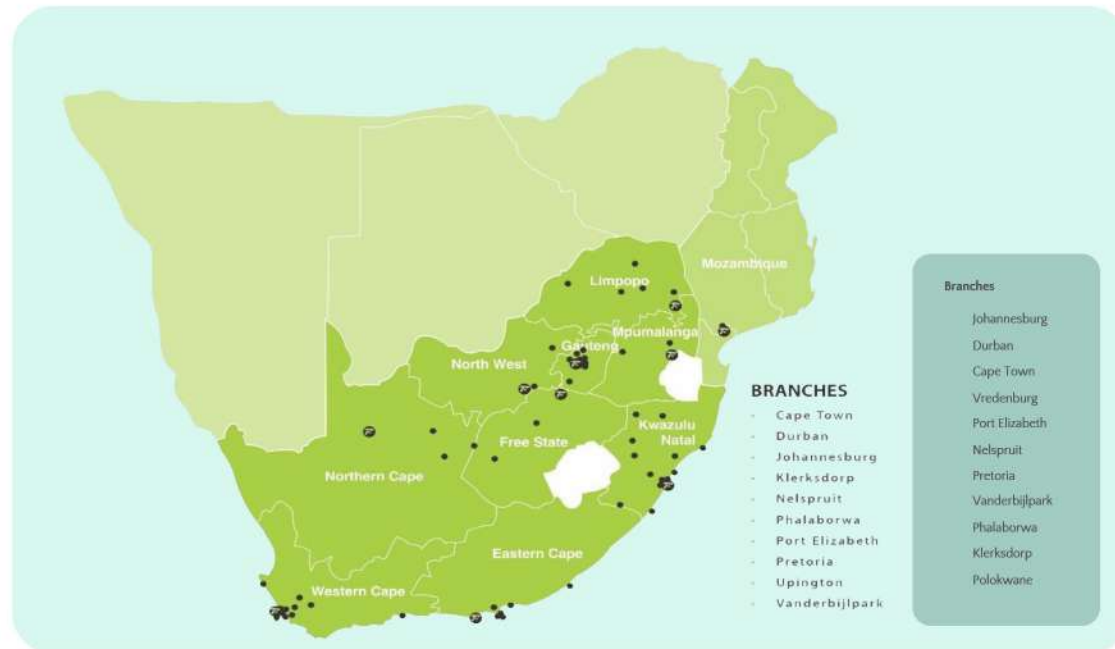 Limpopo
Mozambique
Mpumalanga
Gauteng
North West
Kwazulu
Natal
Free State
Northern Cape
Eastern Cape
Western Cape
BRANCHES
- Cape Town
- Durban
- Johannesburg
- Klerksdorp
- Nelspruit
- Phalaborwa
- Port Elizabeth
- Pretoria
- Upington
- Vanderbijlpark
Branches
Johannesburg
Durban
Cape Town
Vredenburg
Port Elizabeth
Nelspruit
Pretoria
Vanderbijlpark
Phalaborwa
Klerksdorp
Polokwane